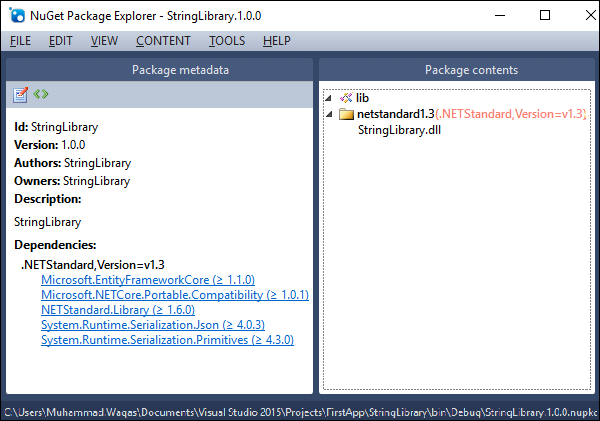 NuGet Package Explorer - StringLibrary.1.0.0
FILE EDIT VIEW CONTENT TOOLS HELP
Package metadata
Id: StringLibrary
Version: 1.0.0
Authors: StringLibrary
Owners: StringLibrary
Description:
StringLibrary
Dependencies:
.NETStandard,Version=v1.3
Microsoft.EntityFrameworkCore (≥ 1.1.0)
Microsoft.NETCore.Portable.Compatibility (≥ 1.0.1)
NETStandard.Library (≥ 1.6.0)
System.Runtime.Serialization.Json (≥ 4.0.3)
System.Runtime.Serialization.Primitives (≥ 4.3.0)
Package contents
lib
netstandard1.3(.NETStandard,Version=v1.3)
StringLibrary.dll
C:\Users\Muhammad Waqas\Documents\Visual Studio 2015\Projects\FirstApp\StringLibrary\bin\Debug\StringLibrary.1.0.0.nupkg